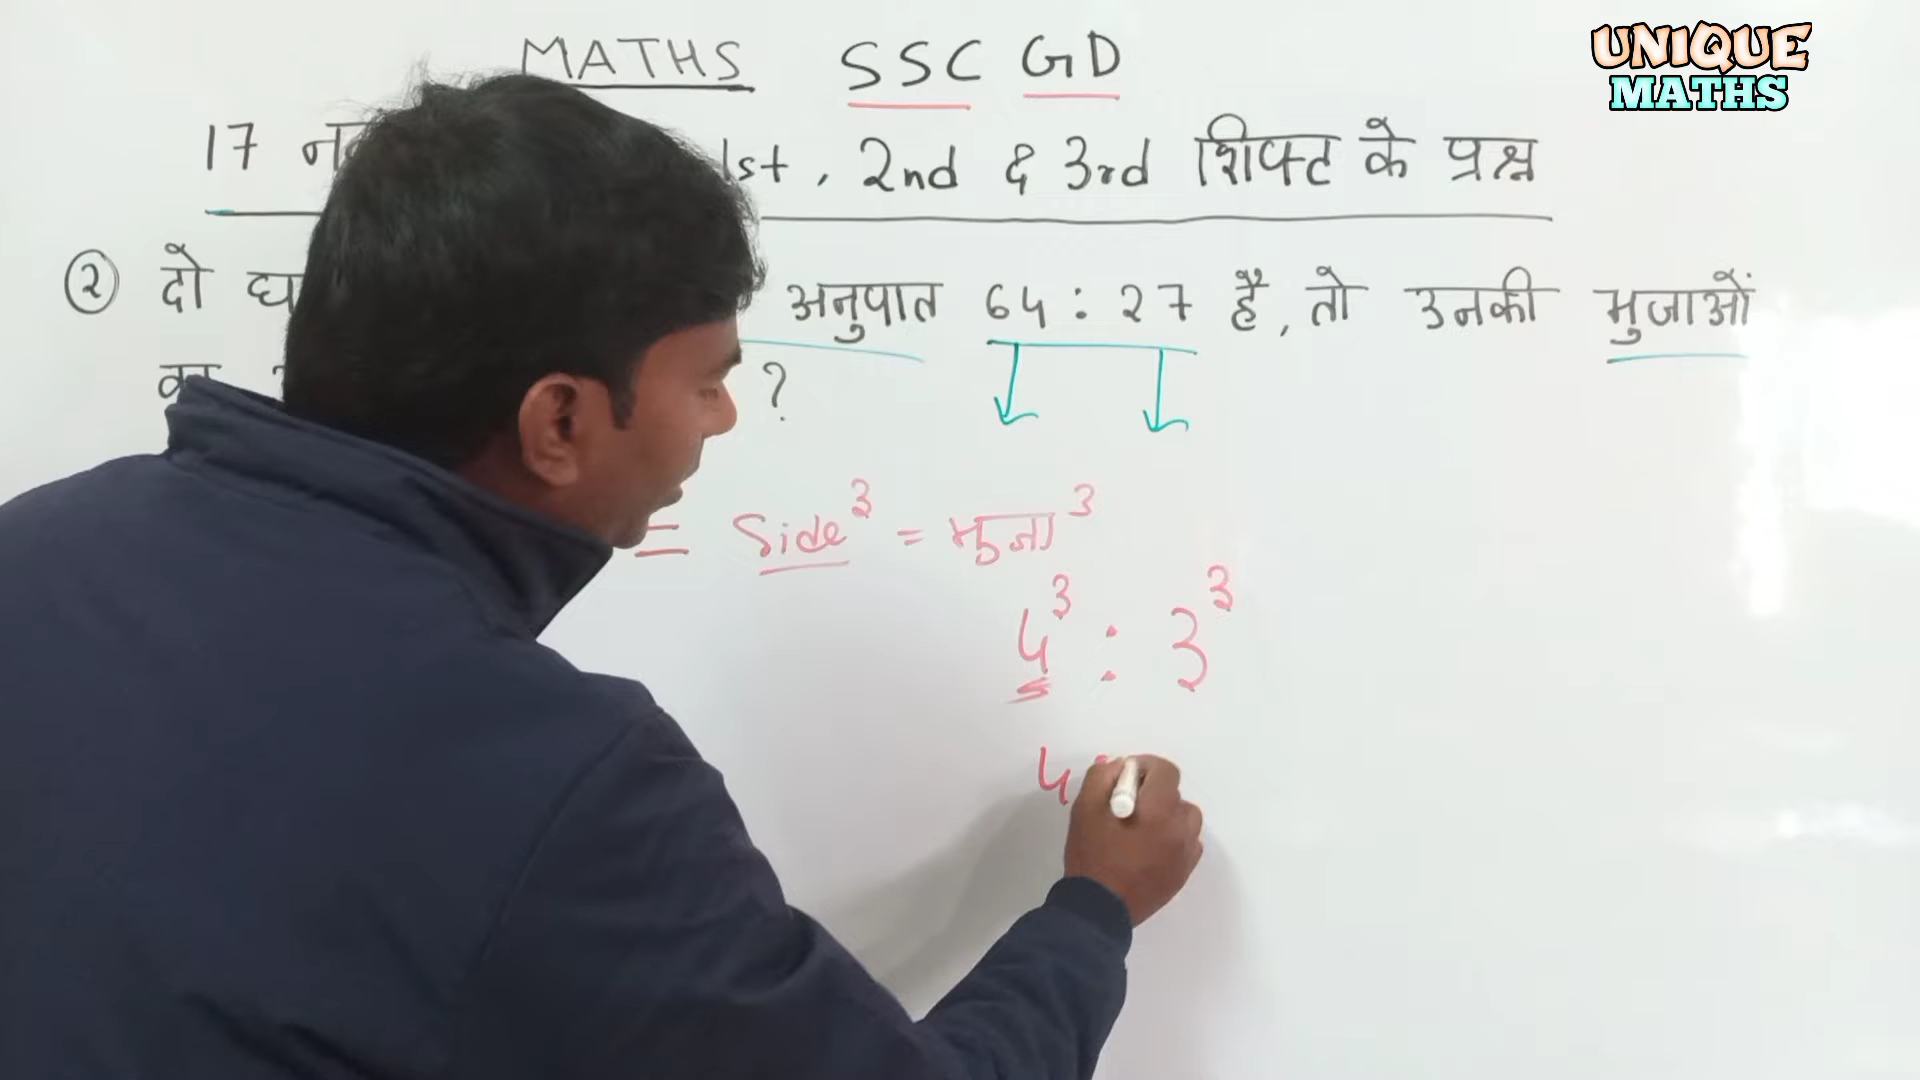 MATHS SSC GD
UNIQUE
MATHS
17 1st, 2nd & 3rd शिफ्ट के प्रश्न
② दो अनुपात 64 : 27 है, तो उनकी भुजाओं
?
= Side³ = भुजा³
4³ : 3³
4